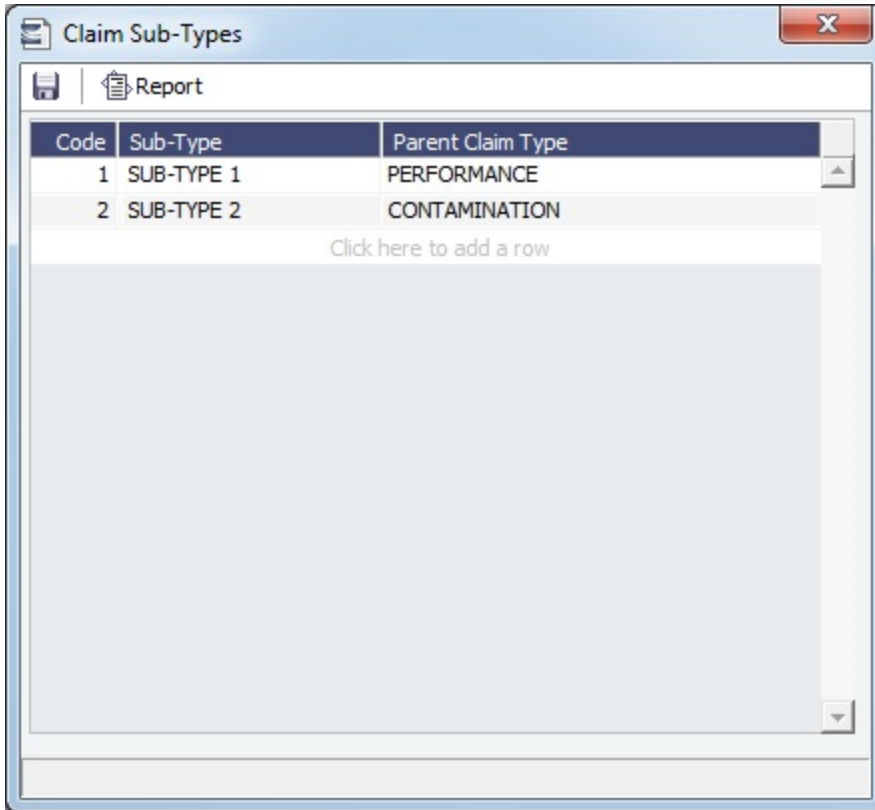 Claim Sub-Types
Report
Code Sub-Type Parent Claim Type
1 SUB-TYPE 1 PERFORMANCE
2 SUB-TYPE 2 CONTAMINATION
Click here to add a row